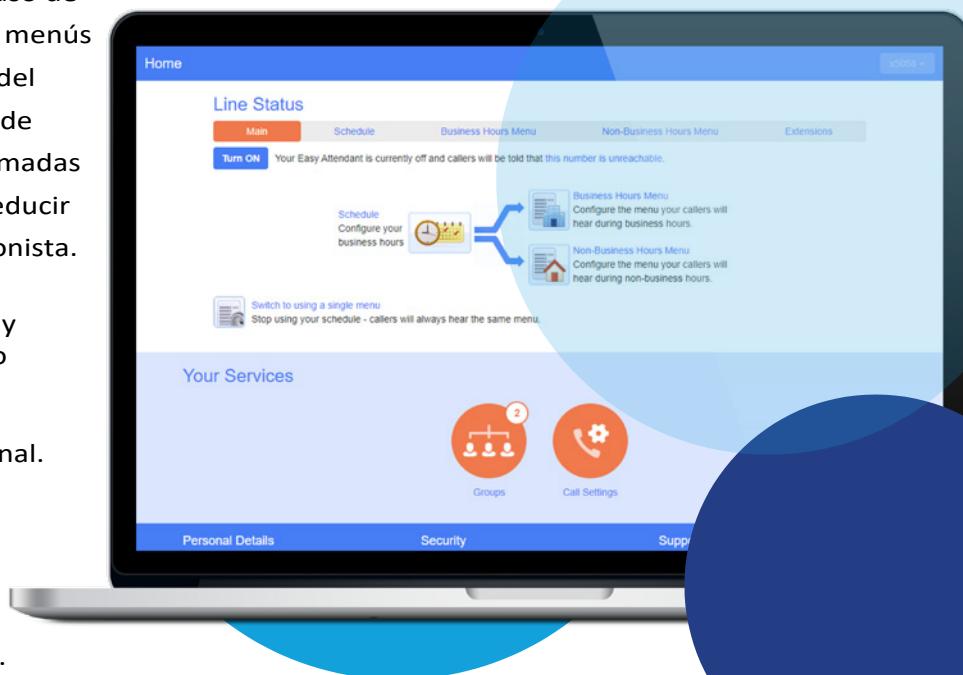 menús
del
de
nal.
y
.
Home
x5058
Line Status
Main Schedule Business Hours Menu Non-Business Hours Menu Extensions
Turn ON Your Easy Attendant is currently off and callers will be told that this number is unreachable.
Schedule
Configure your
business hours
Business Hours Menu
Configure the menu your callers will
hear during business hours.
Non-Business Hours Menu
Configure the menu your callers will
hear during non-business hours.
Switch to using a single menu
Stop using your schedule - callers will always hear the same menu.
Your Services
2
Groups Call Settings
Personal Details Security